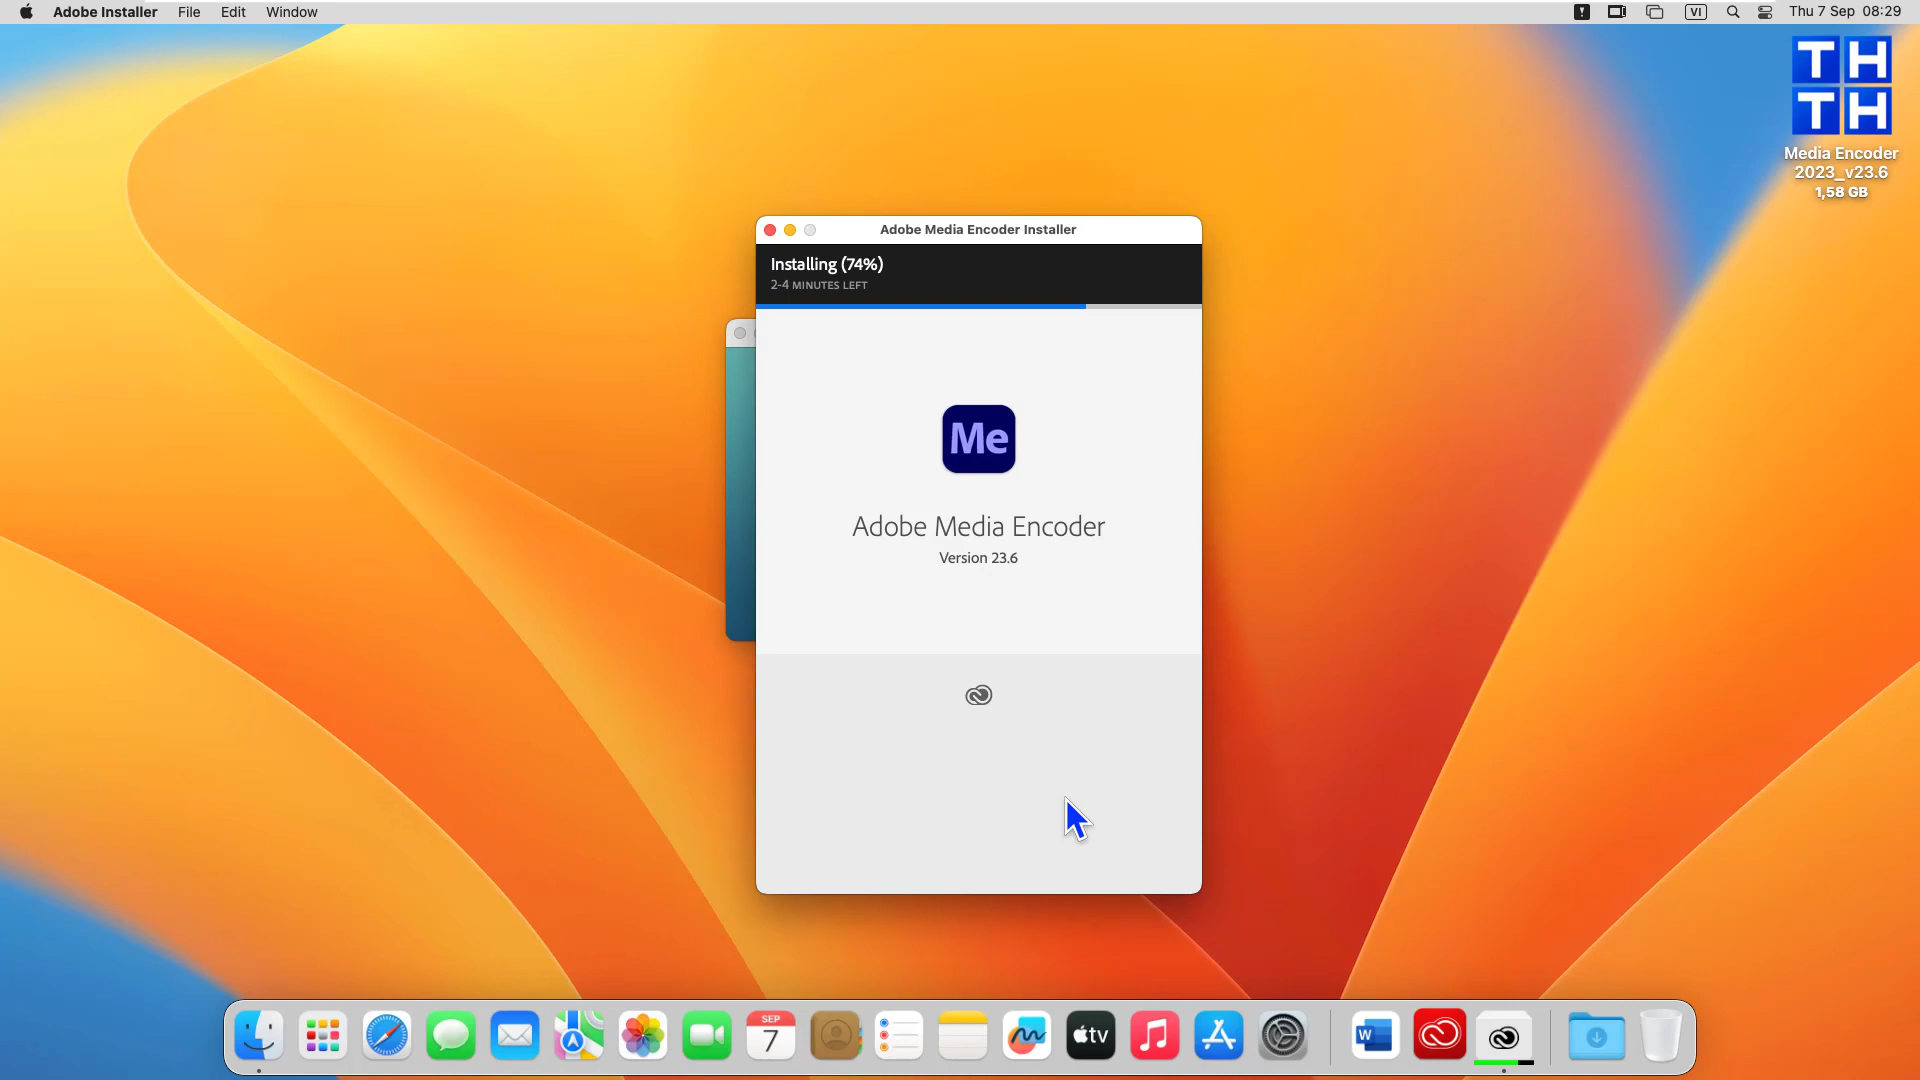 Adobe Installer File Edit Window
VI Thu 7 Sep 08:29
TH
TH
Media Encoder
2023_v23.6
1,58 GB
Adobe Media Encoder Installer
Installing (74%)
2-4 MINUTES LEFT
Me
Adobe Media Encoder
Version 23.6
SEP
7
tv
W